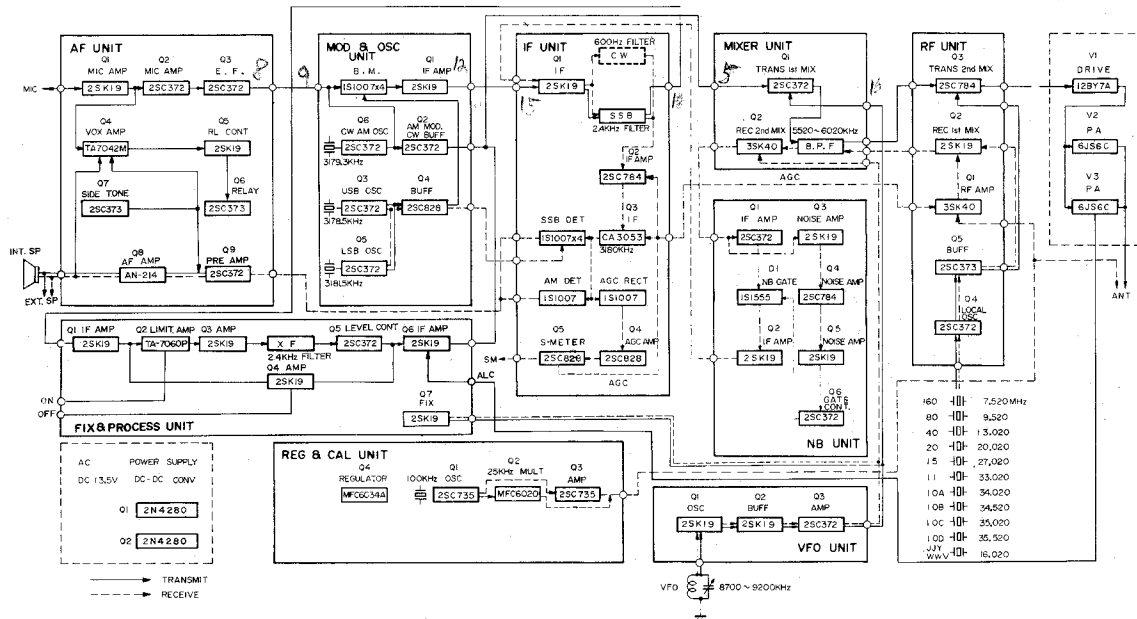 AF UNIT
Q1
MIC AMP
Q2
MIC AMP
Q3
E. F.
MIC
2SK19
2SC372
2SC372
Q4
VOX AMP
TA7042M
Q5
RL CONT
2SK19
Q7
SIDE TONE
2SC373
Q6
RELAY
2SC373
INT. SP
EXT. SP
Q8
AF AMP
AN-214
Q9
PRE AMP
2SC372
MOD & OSC
UNIT
B. M.
Q1
IF AMP
1S1007x4
2SK19
Q6
CW AM OSC
2SC372
3179.3KHz
Q2
AM MOD.
CW BUFF
2SC372
Q3
USB OSC
2SC372
3178.5KHz
Q4
BUFF
2SC828
Q5
LSB OSC
2SC372
3181.5KHz
IF UNIT
600Hz FILTER
CW
Q1
IF
2SK19
SSB
2.4KHz FILTER
Q2
IF AMP
2SC784
Q3
IF
SSB DET
1S1007x4
CA3053
3180KHz
AM DET
1S1007
AGC RECT
1S1007
Q5
S-METER
SM
2SC828
Q4
AGC AMP
2SC828
AGC
MIXER UNIT
Q1
TRANS 1st MIX
2SC372
Q2
REC 2nd MIX
3SK40
5520~6020KHz
B.P.F
AGC
RF UNIT
Q3
TRANS 2nd MIX
2SC784
Q2
REC 1st MIX
2SK19
Q1
RF AMP
3SK40
Q5
BUFF
2SC373
Q4
LOCAL
OSC
2SC372
V1
DRIVE
12BY7A
V2
PA
6JS6C
V3
PA
6JS6C
ANT
Q1
IF AMP
2SC372
Q3
NOISE AMP
2SK19
D1
NB GATE
1S1555
Q4
NOISE AMP
2SC784
Q2
IF AMP
2SK19
Q5
NOISE AMP
2SK19
Q6
GATE
CONT.
2SC372
NB UNIT
Q1 IF AMP
2SK19
Q2 LIMIT. AMP
TA-7060P
Q3 AMP
2SK19
X F
2.4KHz FILTER
Q5 LEVEL CONT
2SC372
Q6 IF AMP
2SK19
Q4 AMP
2SK19
ALC
ON
OFF
Q7
FIX
2SK19
FIX & PROCESS UNIT
AC
DC 13.5V
POWER SUPPLY
DC-DC CONV
Q1
2N4280
Q2
2N4280
REG & CAL UNIT
Q4
REGULATOR
MFC6034A
Q1
100KHz OSC
2SC735
Q2
25KHz MULT
MFC6020
Q3
AMP
2SC735
Q1
OSC
2SK19
Q2
BUFF
2SK19
Q3
AMP
2SC372
VFO UNIT
VFO
8700~9200KHz
160 7,520MHz
80 9,520
40 13,020
20 20,020
15 27,020
11 33,020
10A 34,020
10B 34,520
10C 35,020
10D 35,520
JJY
WWV 16,020
TRANSMIT
RECEIVE